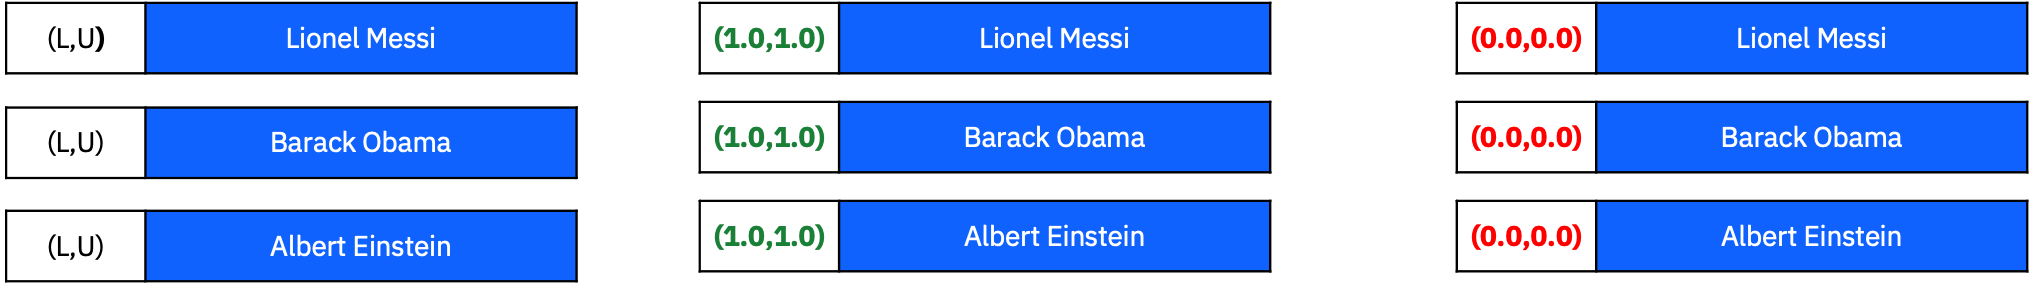 (L,U) Lionel Messi
(L,U) Barack Obama
(L,U) Albert Einstein
(1.0,1.0) Lionel Messi
(1.0,1.0) Barack Obama
(1.0,1.0) Albert Einstein
(0.0,0.0) Lionel Messi
(0.0,0.0) Barack Obama
(0.0,0.0) Albert Einstein